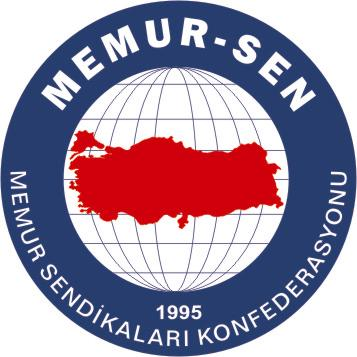 MEMUR-SEN
1995
MEMUR SENDİKALARI KONFEDERASYONU